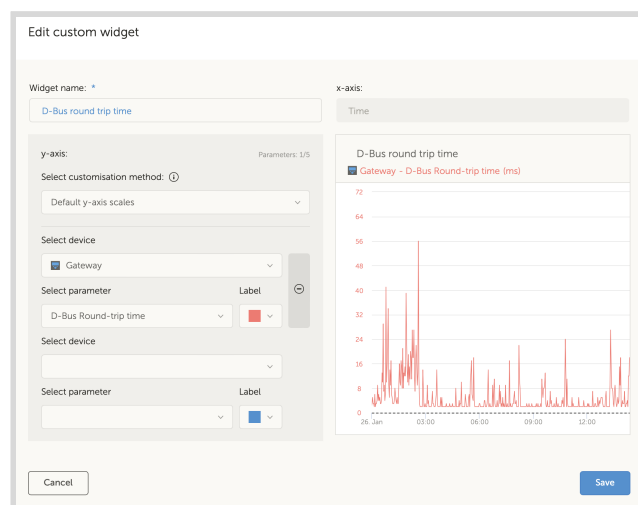 Edit custom widget
Widget name: *
x-axis:
D-Bus round trip time
Time
y-axis:
Parameters: 1/5
Select customisation method:
Default y-axis scales
Select device
Gateway
Select parameter
Label
D-Bus Round-trip time
Select device
Select parameter
Label
D-Bus round trip time
Gateway - D-Bus Round-trip time (ms)
72
64
56
48
40
32
24
16
8
0
26. Jan 03:00 06:00 09:00 12:00
Cancel
Save